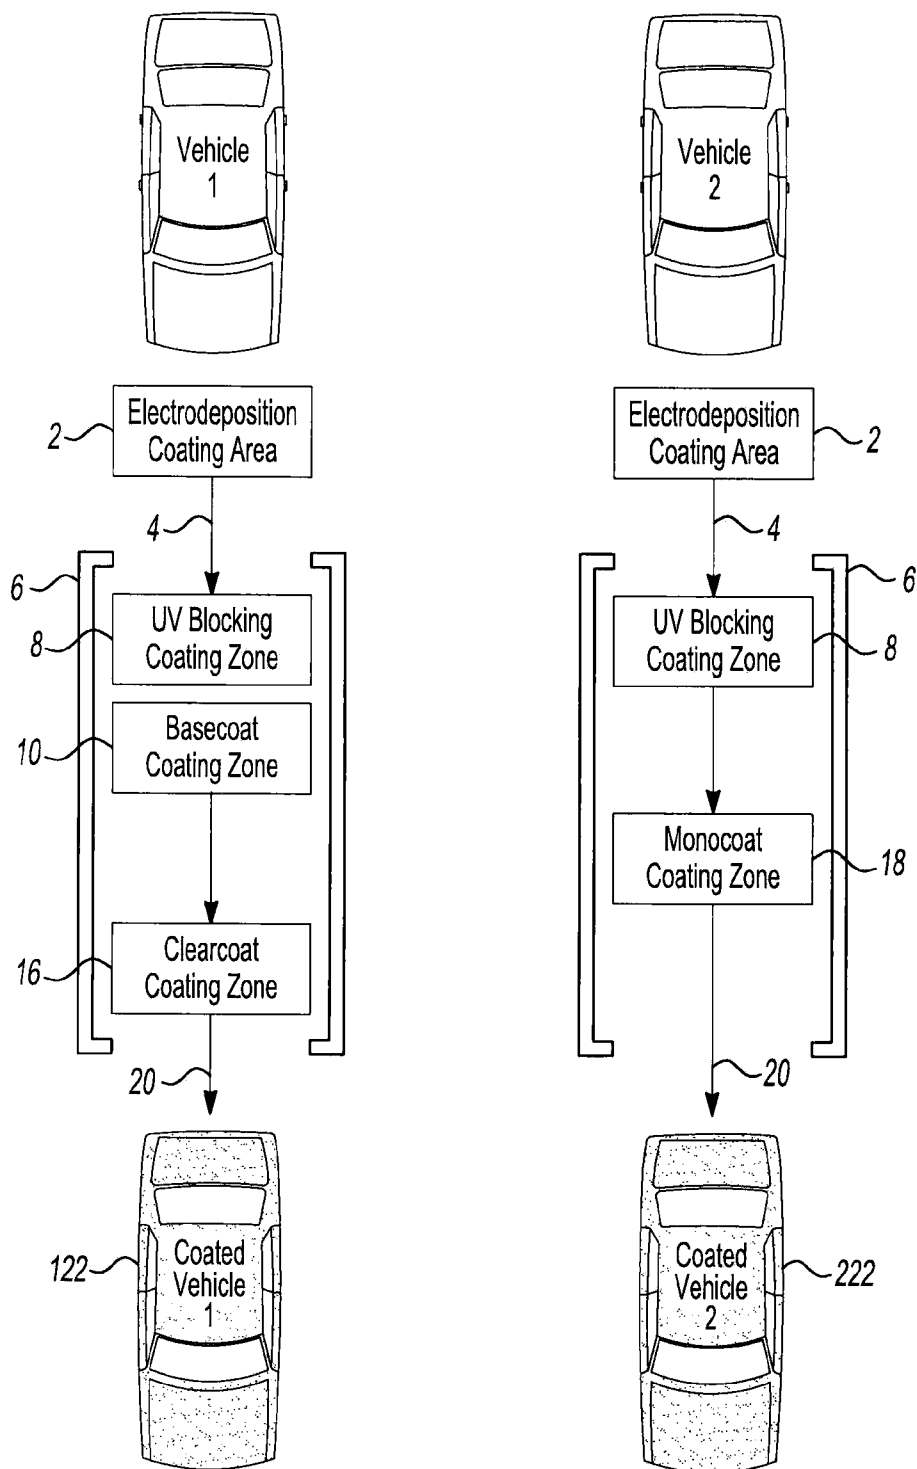 Vehicle
1
Vehicle
2
Electrodeposition
Coating Area
2
Electrodeposition
Coating Area
2
4
4
6
6
UV Blocking
Coating Zone
8
UV Blocking
Coating Zone
8
Basecoat
Coating Zone
10
Monocoat
Coating Zone
18
Clearcoat
Coating Zone
16
20
20
Coated
Vehicle
1
122
Coated
Vehicle
2
222